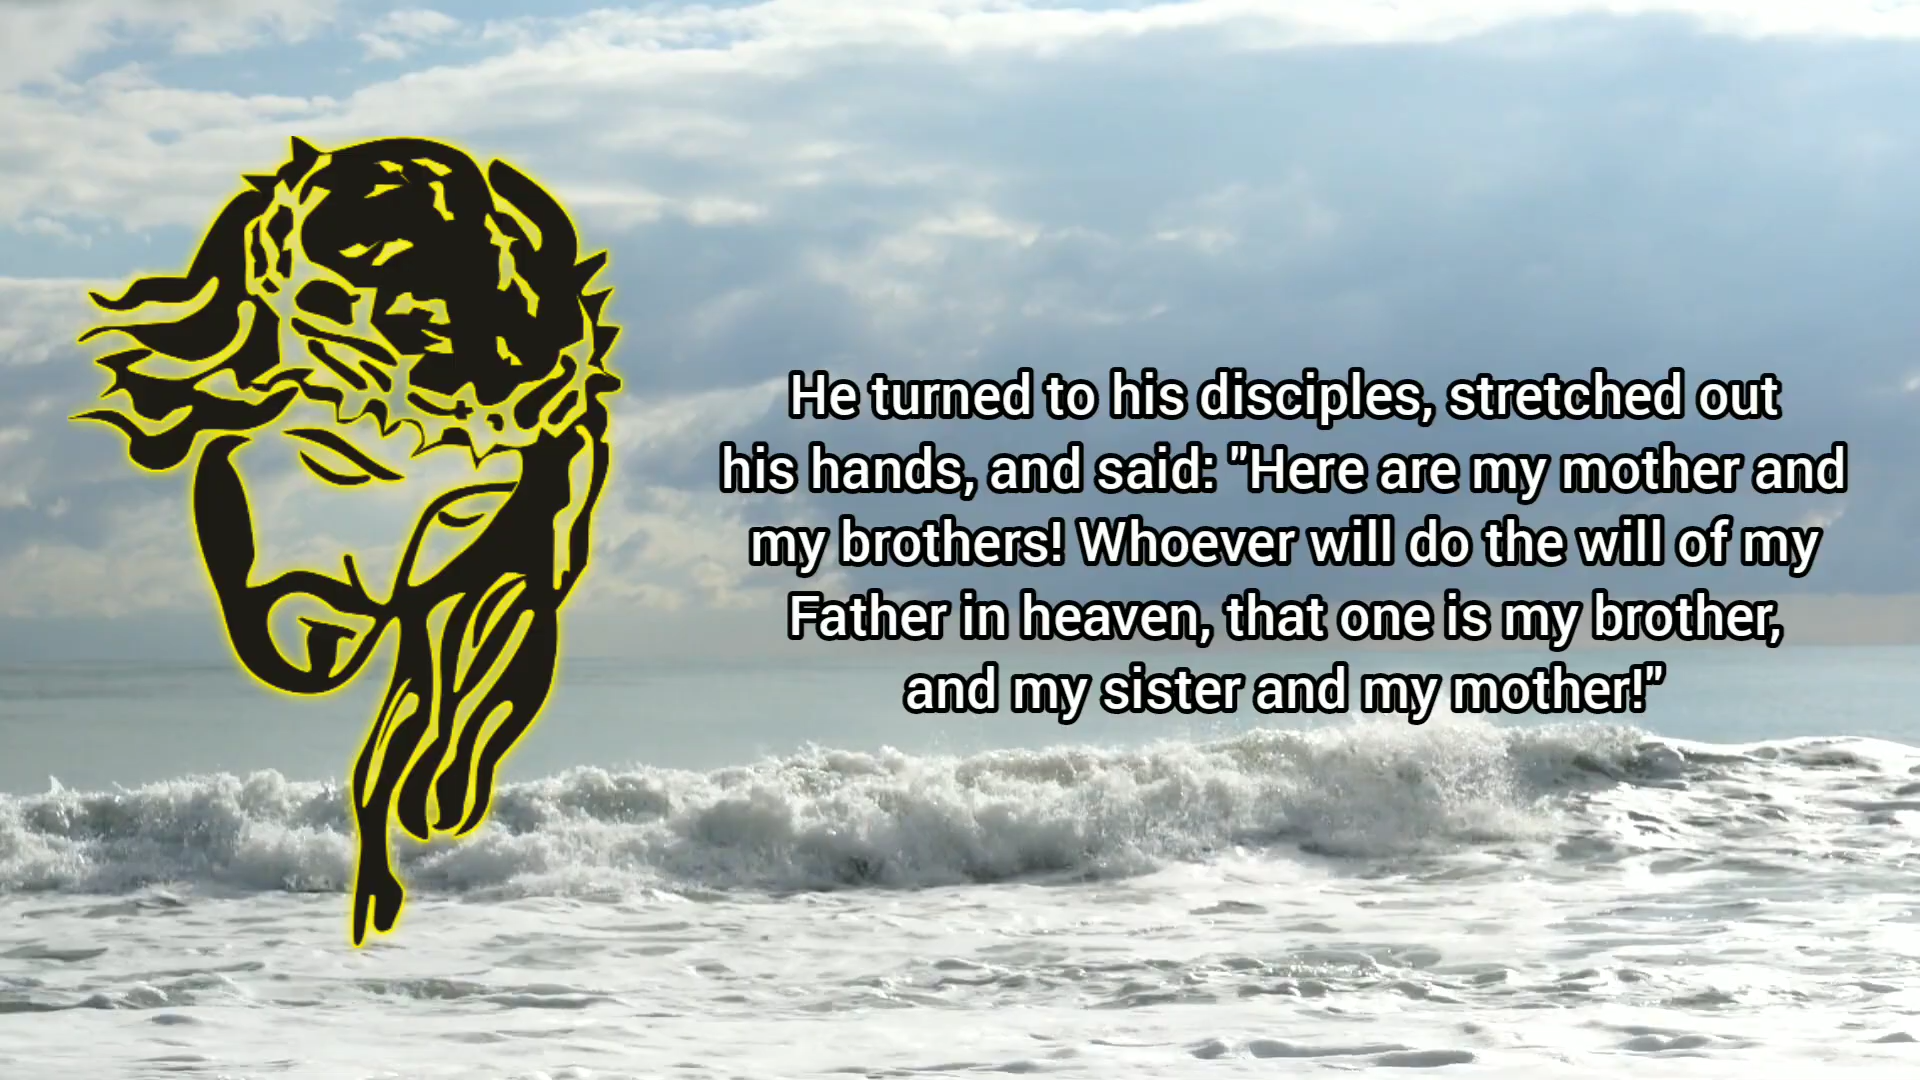 He turned to his disciples, stretched out
his hands, and said: "Here are my mother and
my brothers! Whoever will do the will of my
Father in heaven, that one is my brother,
and my sister and my mother!"